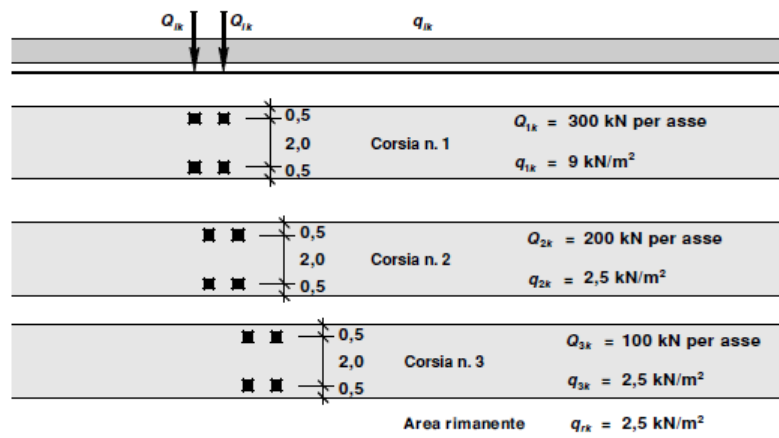 Qlk Qlk qlk
0,5
Q1k = 300 kN per asse
2,0 Corsia n. 1
q1k = 9 kN/m²
0,5
0,5
Q2k = 200 kN per asse
2,0 Corsia n. 2
q2k = 2,5 kN/m²
0,5
0,5
Q3k = 100 kN per asse
2,0 Corsia n. 3
q3k = 2,5 kN/m²
0,5
Area rimanente qrk = 2,5 kN/m²